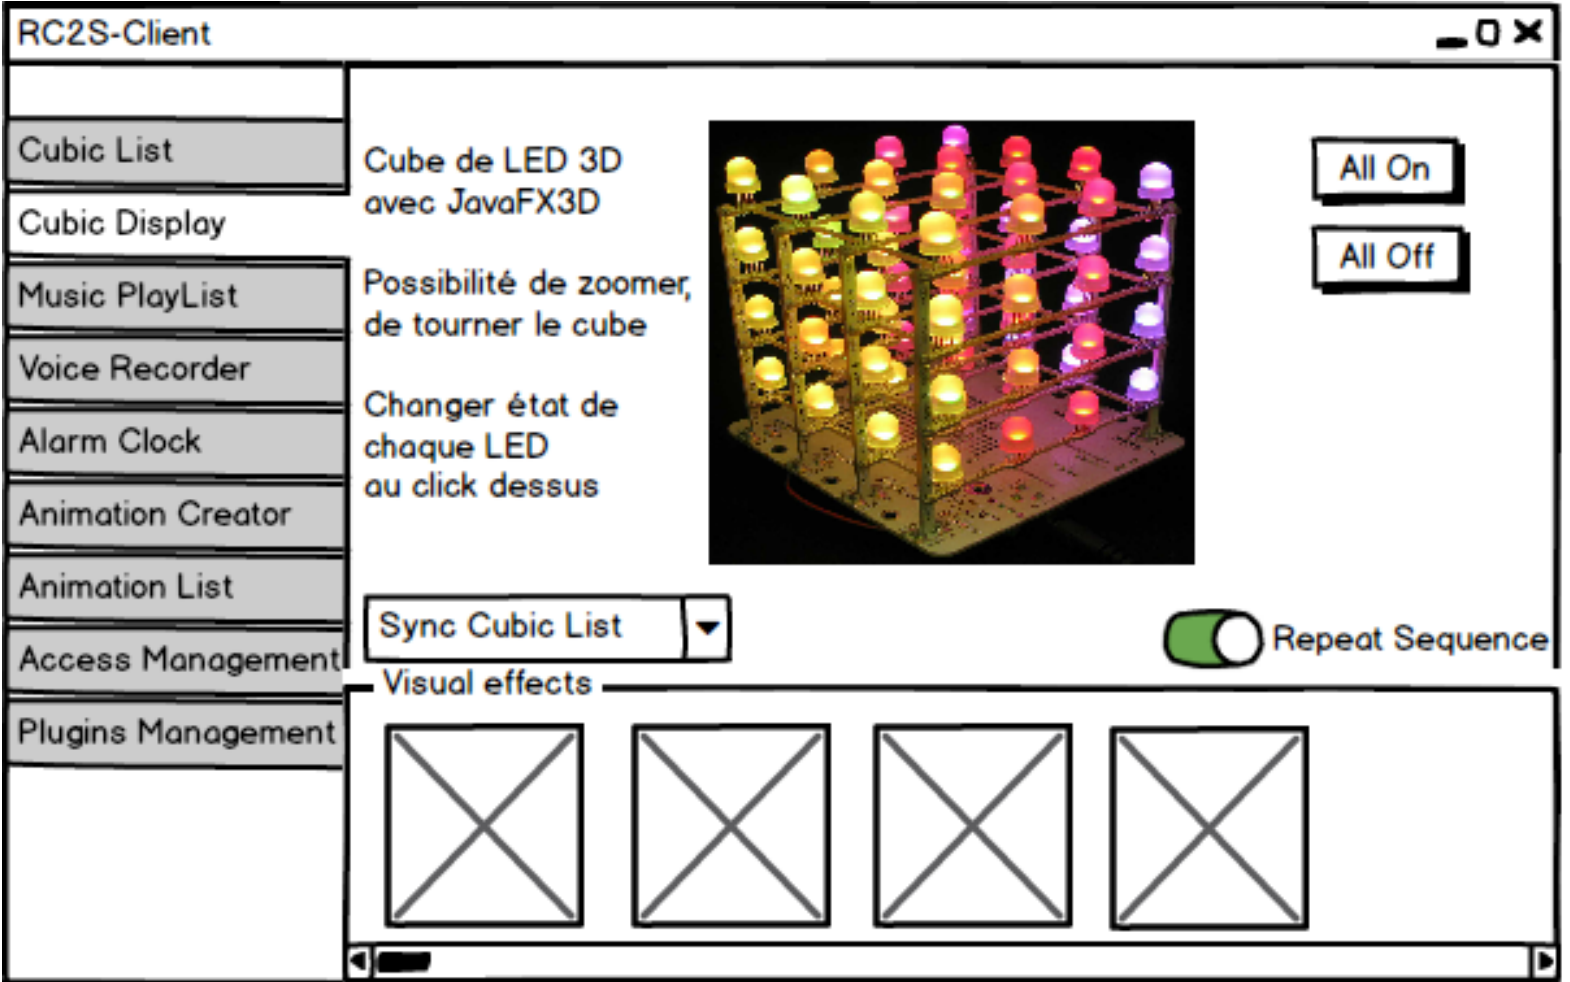 RC2S-Client
Cubic List
Cubic Display
Music PlayList
Voice Recorder
Alarm Clock
Animation Creator
Animation List
Access Management
Plugins Management
Cube de LED 3D
avec JavaFX3D
Possibilité de zoomer,
de tourner le cube
Changer état de
chaque LED
au click dessus
All On
All Off
Sync Cubic List
Repeat Sequence
Visual effects